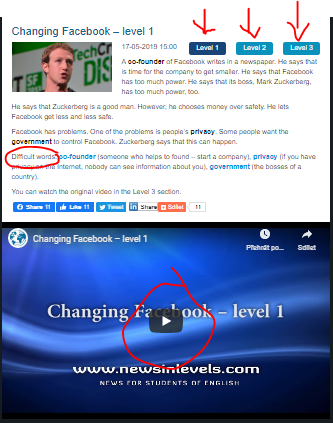 Changing Facebook – level 1
17-05-2019 15:00
Level 1
Level 2
Level 3
TechCr
SF
DIS
A co-founder of Facebook writes in a newspaper. He says that
is time for the company to get smaller. He says that Facebook
has too much power. He says that its boss, Mark Zuckerberg,
has too much power, too.
He says that Zuckerberg is a good man. However, he chooses money over safety. He lets
Facebook get less and less safe.
Facebook has problems. One of the problems is people's privacy. Some people want the
government to control Facebook. Zuckerberg says that this can happen.
Difficult words: co-founder (someone who helps to found – start a company), privacy (if you have
privacy on the Internet, nobody can see information about you), government (the bosses of a
country).
You can watch the original video in the Level 3 section.
Share 11
Like 11
Tweet
in Share
Sdílet
11
Changing Facebook – level 1
Přehrát po...
Sdílet
Changing Facebook – level 1
www.newsinlevels.com
NEWS FOR STUDENTS OF ENGLISH